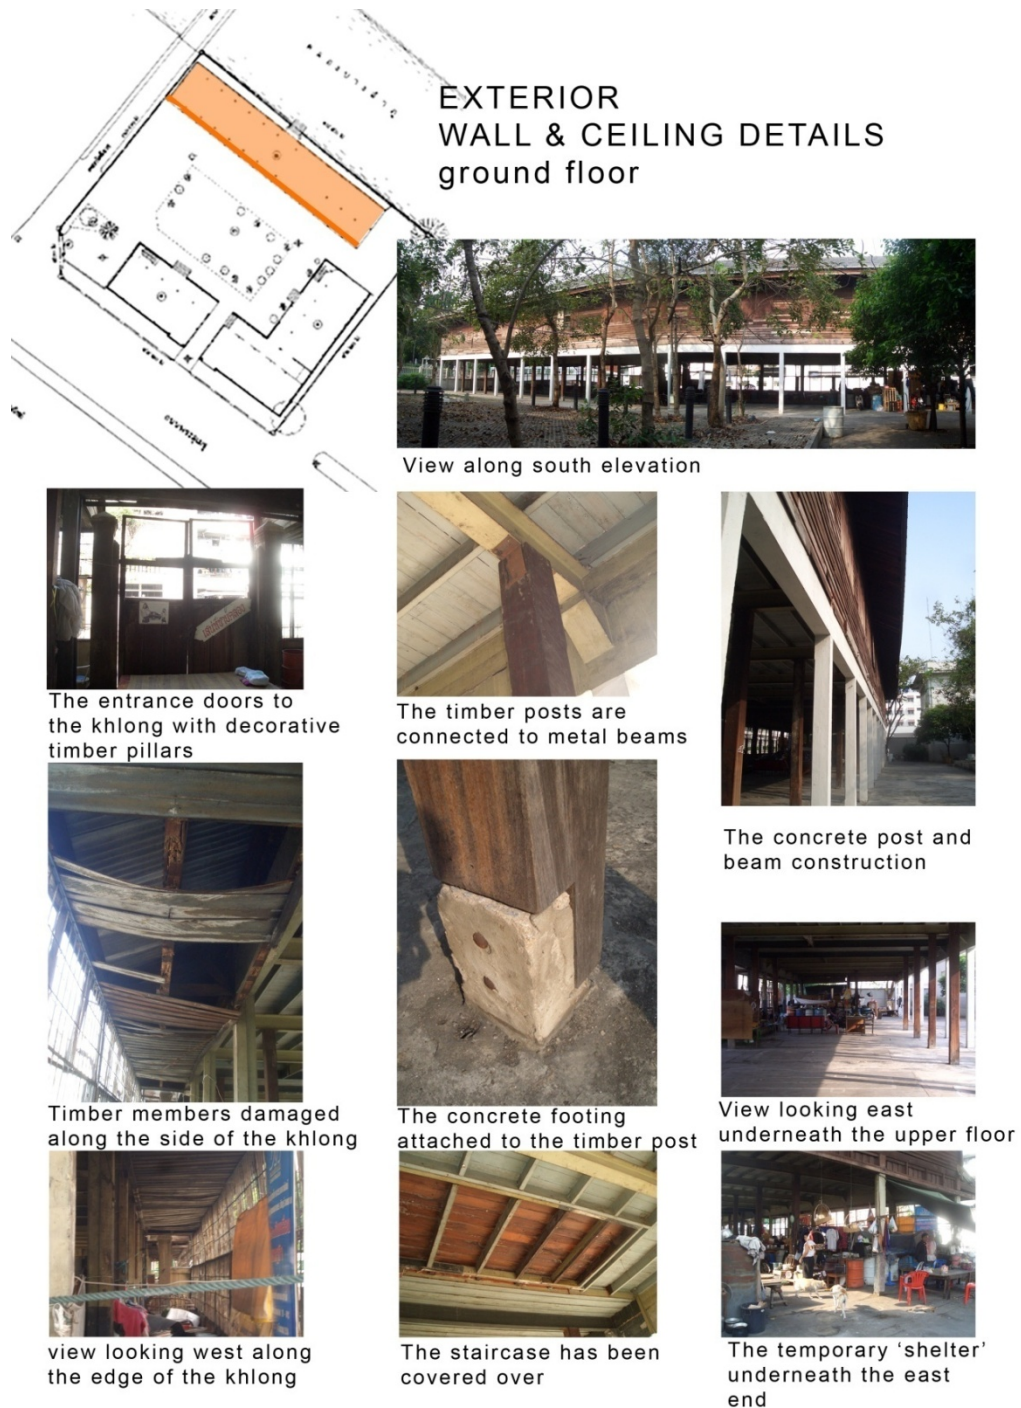 EXTERIOR
WALL & CEILING DETAILS
ground floor
View along south elevation
The entrance doors to
the khlong with decorative
timber pillars
The timber posts are
connected to metal beams
The concrete post and
beam construction
Timber members damaged
along the side of the khlong
The concrete footing
attached to the timber post
View looking east
underneath the upper floor
view looking west along
the edge of the khlong
The staircase has been
covered over
The temporary ‘shelter’
underneath the east
end